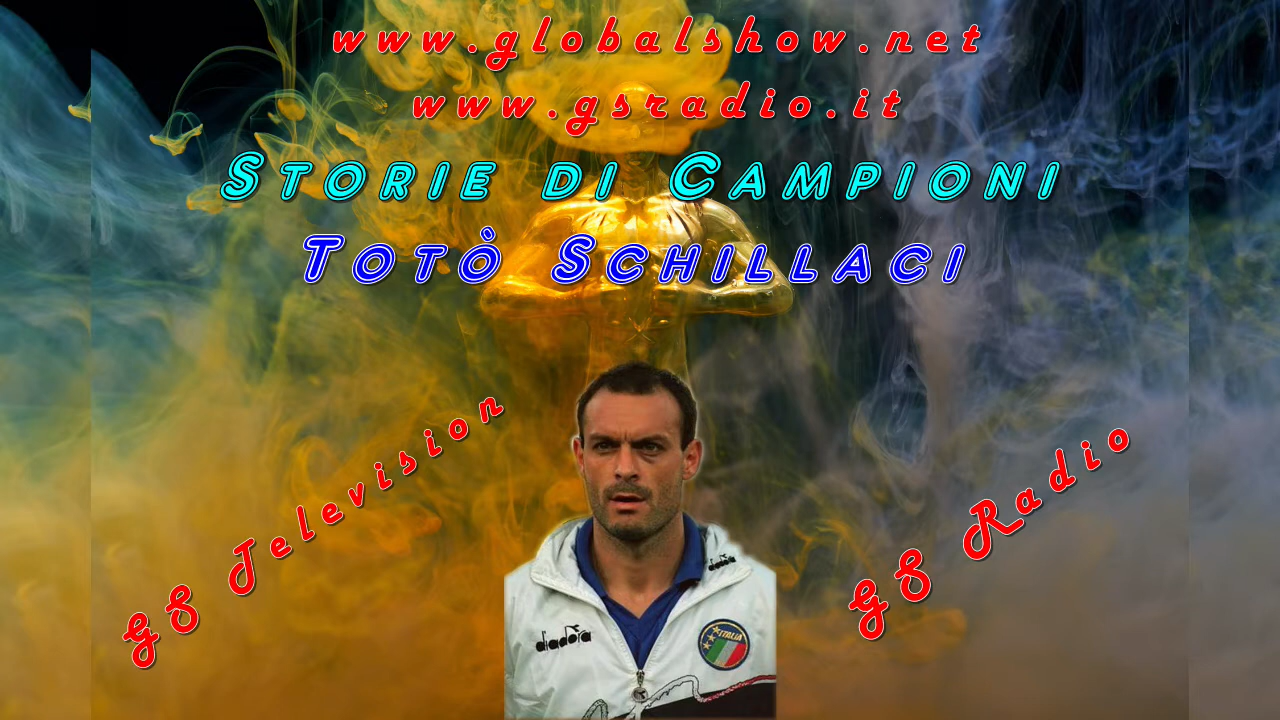 www.globalshow.net
www.gsradio.it
Storie di Campioni
Totò Schillaci
GS Television
GS Radio
diadora
diadora
ITALIA